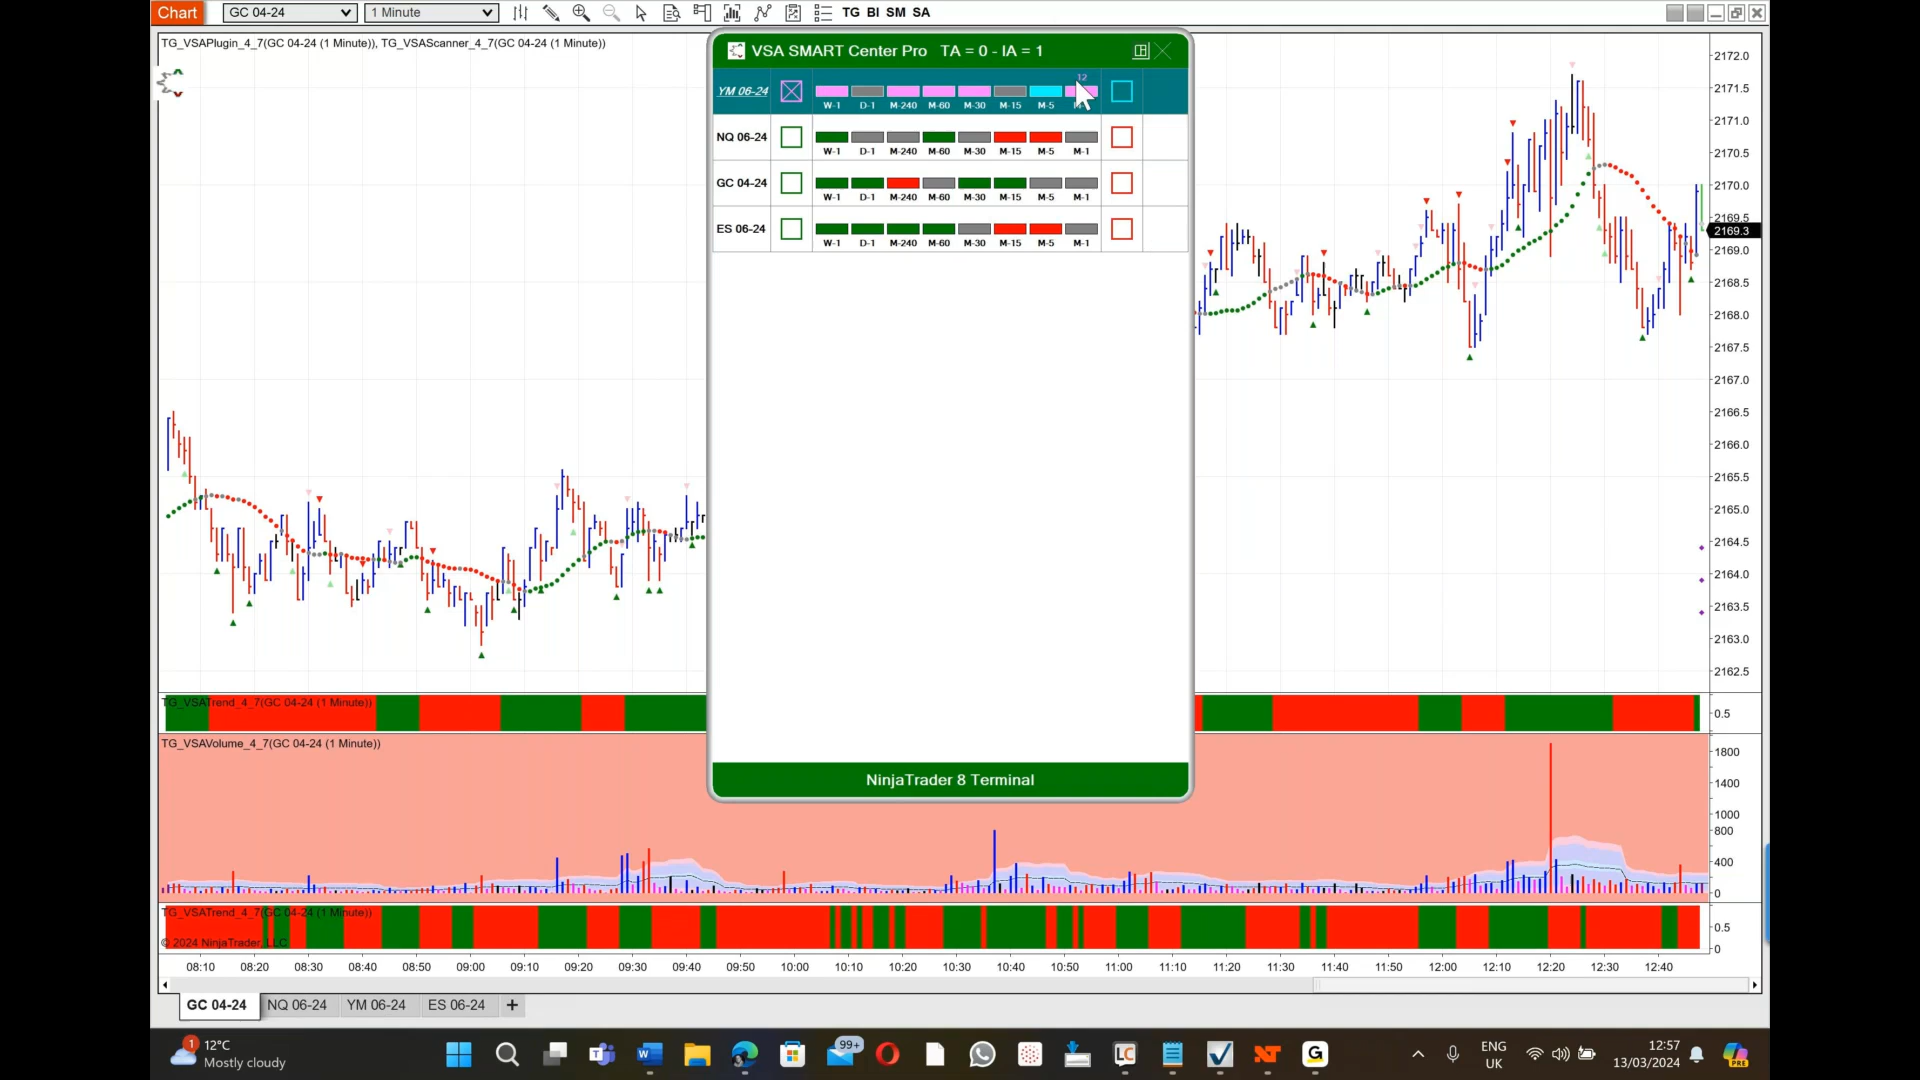 Chart GC 04-24 1 Minute TG BI SM SA
TG_VSAPlugin_4_7(GC 04-24 (1 Minute)), TG_VSAScanner_4_7(GC 04-24 (1 Minute))
VSA SMART Center Pro TA = 0 - IA = 1
12
YM 06-24
W-1 D-1 M-240 M-60 M-30 M-15 M-5
NQ 06-24
W-1 D-1 M-240 M-60 M-30 M-15 M-5 M-1
GC 04-24
W-1 D-1 M-240 M-60 M-30 M-15 M-5 M-1
ES 06-24
W-1 D-1 M-240 M-60 M-30 M-15 M-5 M-1
NinjaTrader 8 Terminal
2172.0
2171.5
2171.0
2170.5
2170.0
2169.5
2169.3
2169.0
2168.5
2168.0
2167.5
2167.0
2166.5
2166.0
2165.5
2165.0
2164.5
2164.0
2163.5
2163.0
2162.5
TG_VSATrend_4_7(GC 04-24 (1 Minute))
0.5
TG_VSAVolume_4_7(GC 04-24 (1 Minute))
1800
1400
1000
800
400
0
TG_VSATrend_4_7(GC 04-24 (1 Minute))
0.5
0
© 2024 NinjaTrader, LLC
08:10 08:20 08:30 08:40 08:50 09:00 09:10 09:20 09:30 09:40 09:50 10:00 10:10 10:20 10:30 10:40 10:50 11:00 11:10 11:20 11:30 11:40 11:50 12:00 12:10 12:20 12:30 12:40
GC 04-24 NQ 06-24 YM 06-24 ES 06-24 +
1
12°C
Mostly cloudy
99+
LC
G
ENG
UK
12:57
13/03/2024
PRE